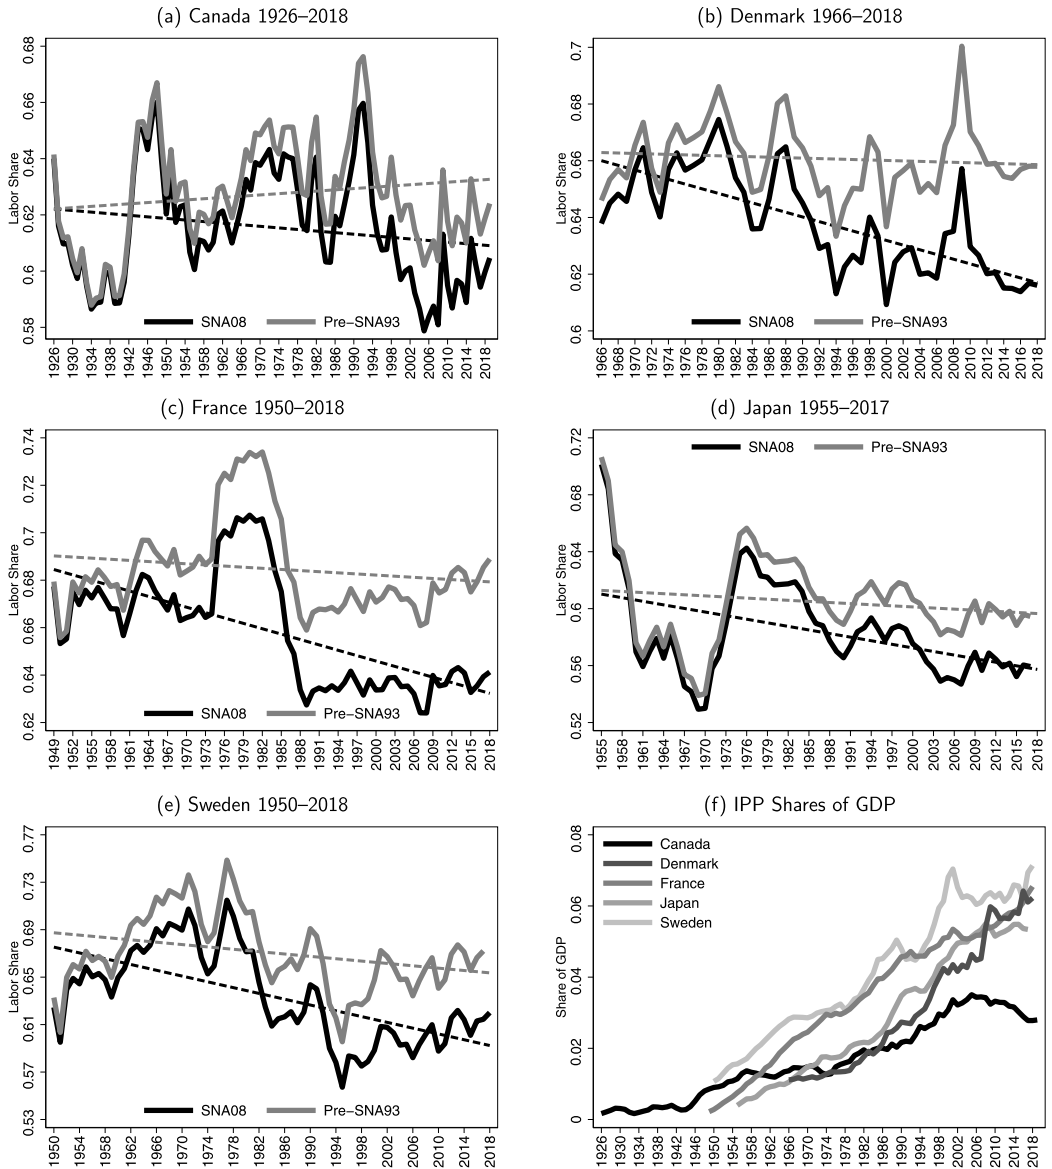 (a) Canada 1926–2018
Labor Share
0.58 0.6 0.62 0.64 0.66 0.68
SNA08 Pre−SNA93
1926 1930 1934 1938 1942 1946 1950 1954 1958 1962 1966 1970 1974 1978 1982 1986 1990 1994 1998 2002 2006 2010 2014 2018
(b) Denmark 1966–2018
Labor Share
0.6 0.62 0.64 0.66 0.68 0.7
SNA08 Pre−SNA93
1966 1968 1970 1972 1974 1976 1978 1980 1982 1984 1986 1988 1990 1992 1994 1996 1998 2000 2002 2004 2006 2008 2010 2012 2014 2016 2018
(c) France 1950–2018
Labor Share
0.62 0.64 0.66 0.68 0.7 0.72 0.74
SNA08 Pre−SNA93
1949 1952 1955 1958 1961 1964 1967 1970 1973 1976 1979 1982 1985 1988 1991 1994 1997 2000 2003 2006 2009 2012 2015 2018
(d) Japan 1955–2017
Labor Share
0.52 0.56 0.6 0.64 0.68 0.72
SNA08 Pre−SNA93
1955 1958 1961 1964 1967 1970 1973 1976 1979 1982 1985 1988 1991 1994 1997 2000 2003 2006 2009 2012 2015 2018
(e) Sweden 1950–2018
Labor Share
0.53 0.57 0.61 0.65 0.69 0.73 0.77
SNA08 Pre−SNA93
1950 1954 1958 1962 1966 1970 1974 1978 1982 1986 1990 1994 1998 2002 2006 2010 2014 2018
(f) IPP Shares of GDP
Share of GDP
0 0.02 0.04 0.06 0.08
Canada
Denmark
France
Japan
Sweden
1926 1930 1934 1938 1942 1946 1950 1954 1958 1962 1966 1970 1974 1978 1982 1986 1990 1994 1998 2002 2006 2010 2014 2018